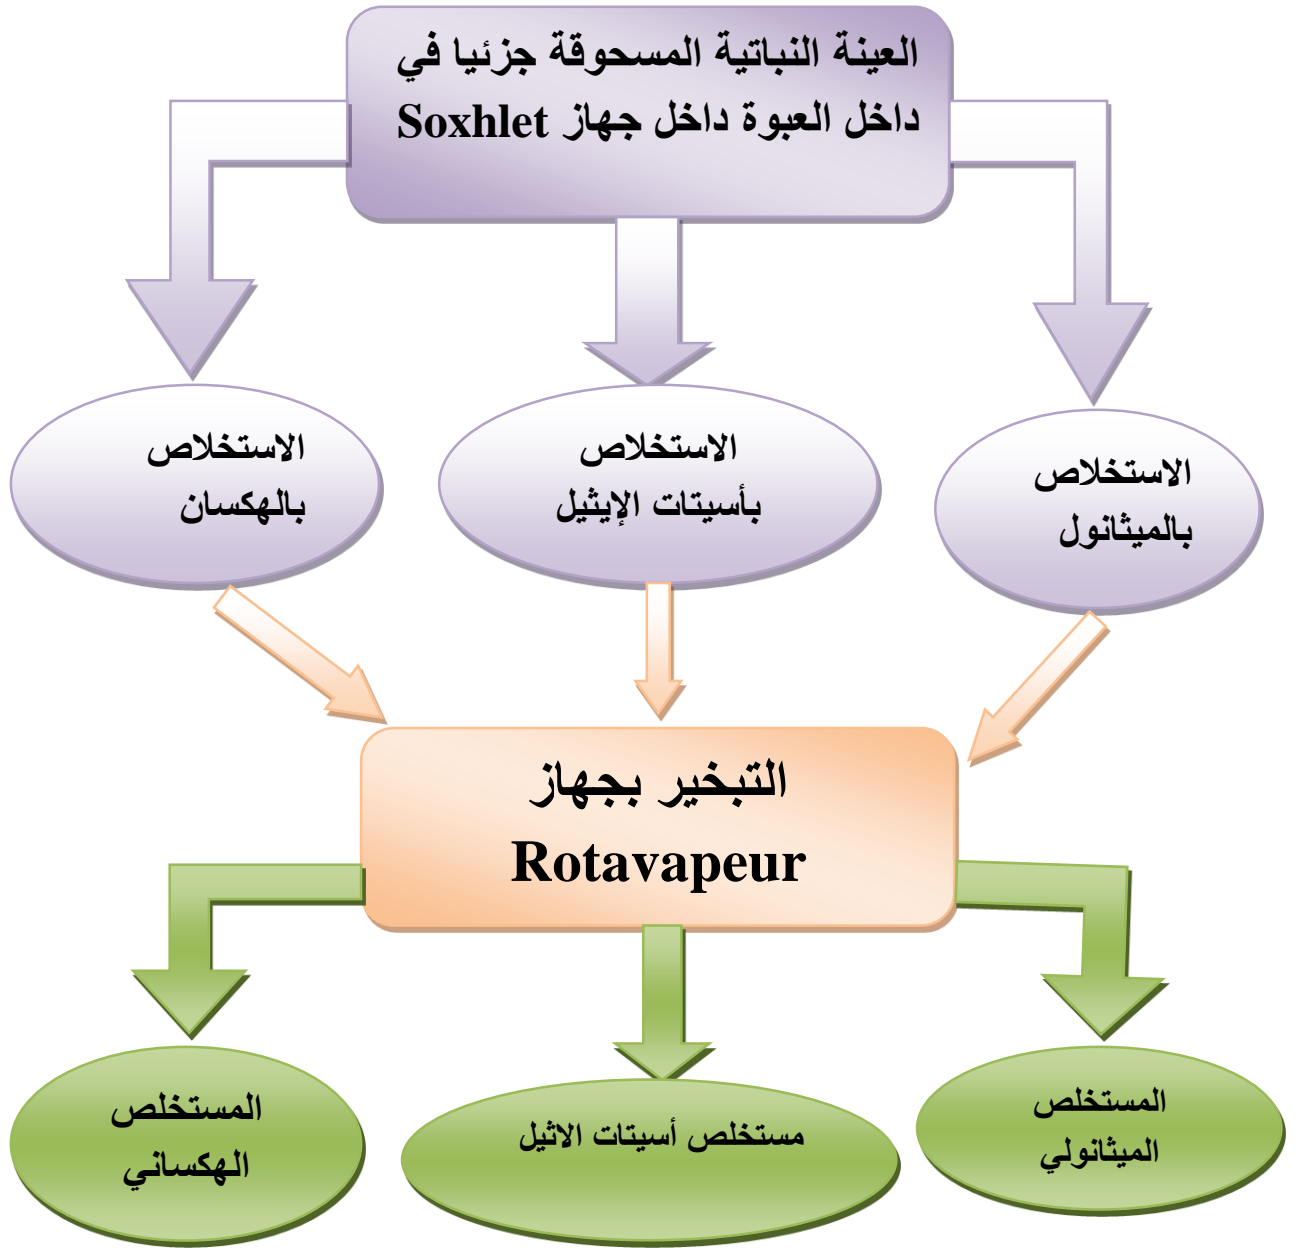 العينة النباتية المسحوقة جزئيا في
داخل العبوة داخل جهاز Soxhlet
الاستخلاص
بالميثانول
الاستخلاص
بأسيتات الإيثيل
الاستخلاص
بالهكسان
التبخير بجهاز
Rotavapeur
المستخلص
الميثانولي
مستخلص أسيتات الاثيل
المستخلص
الهكساني